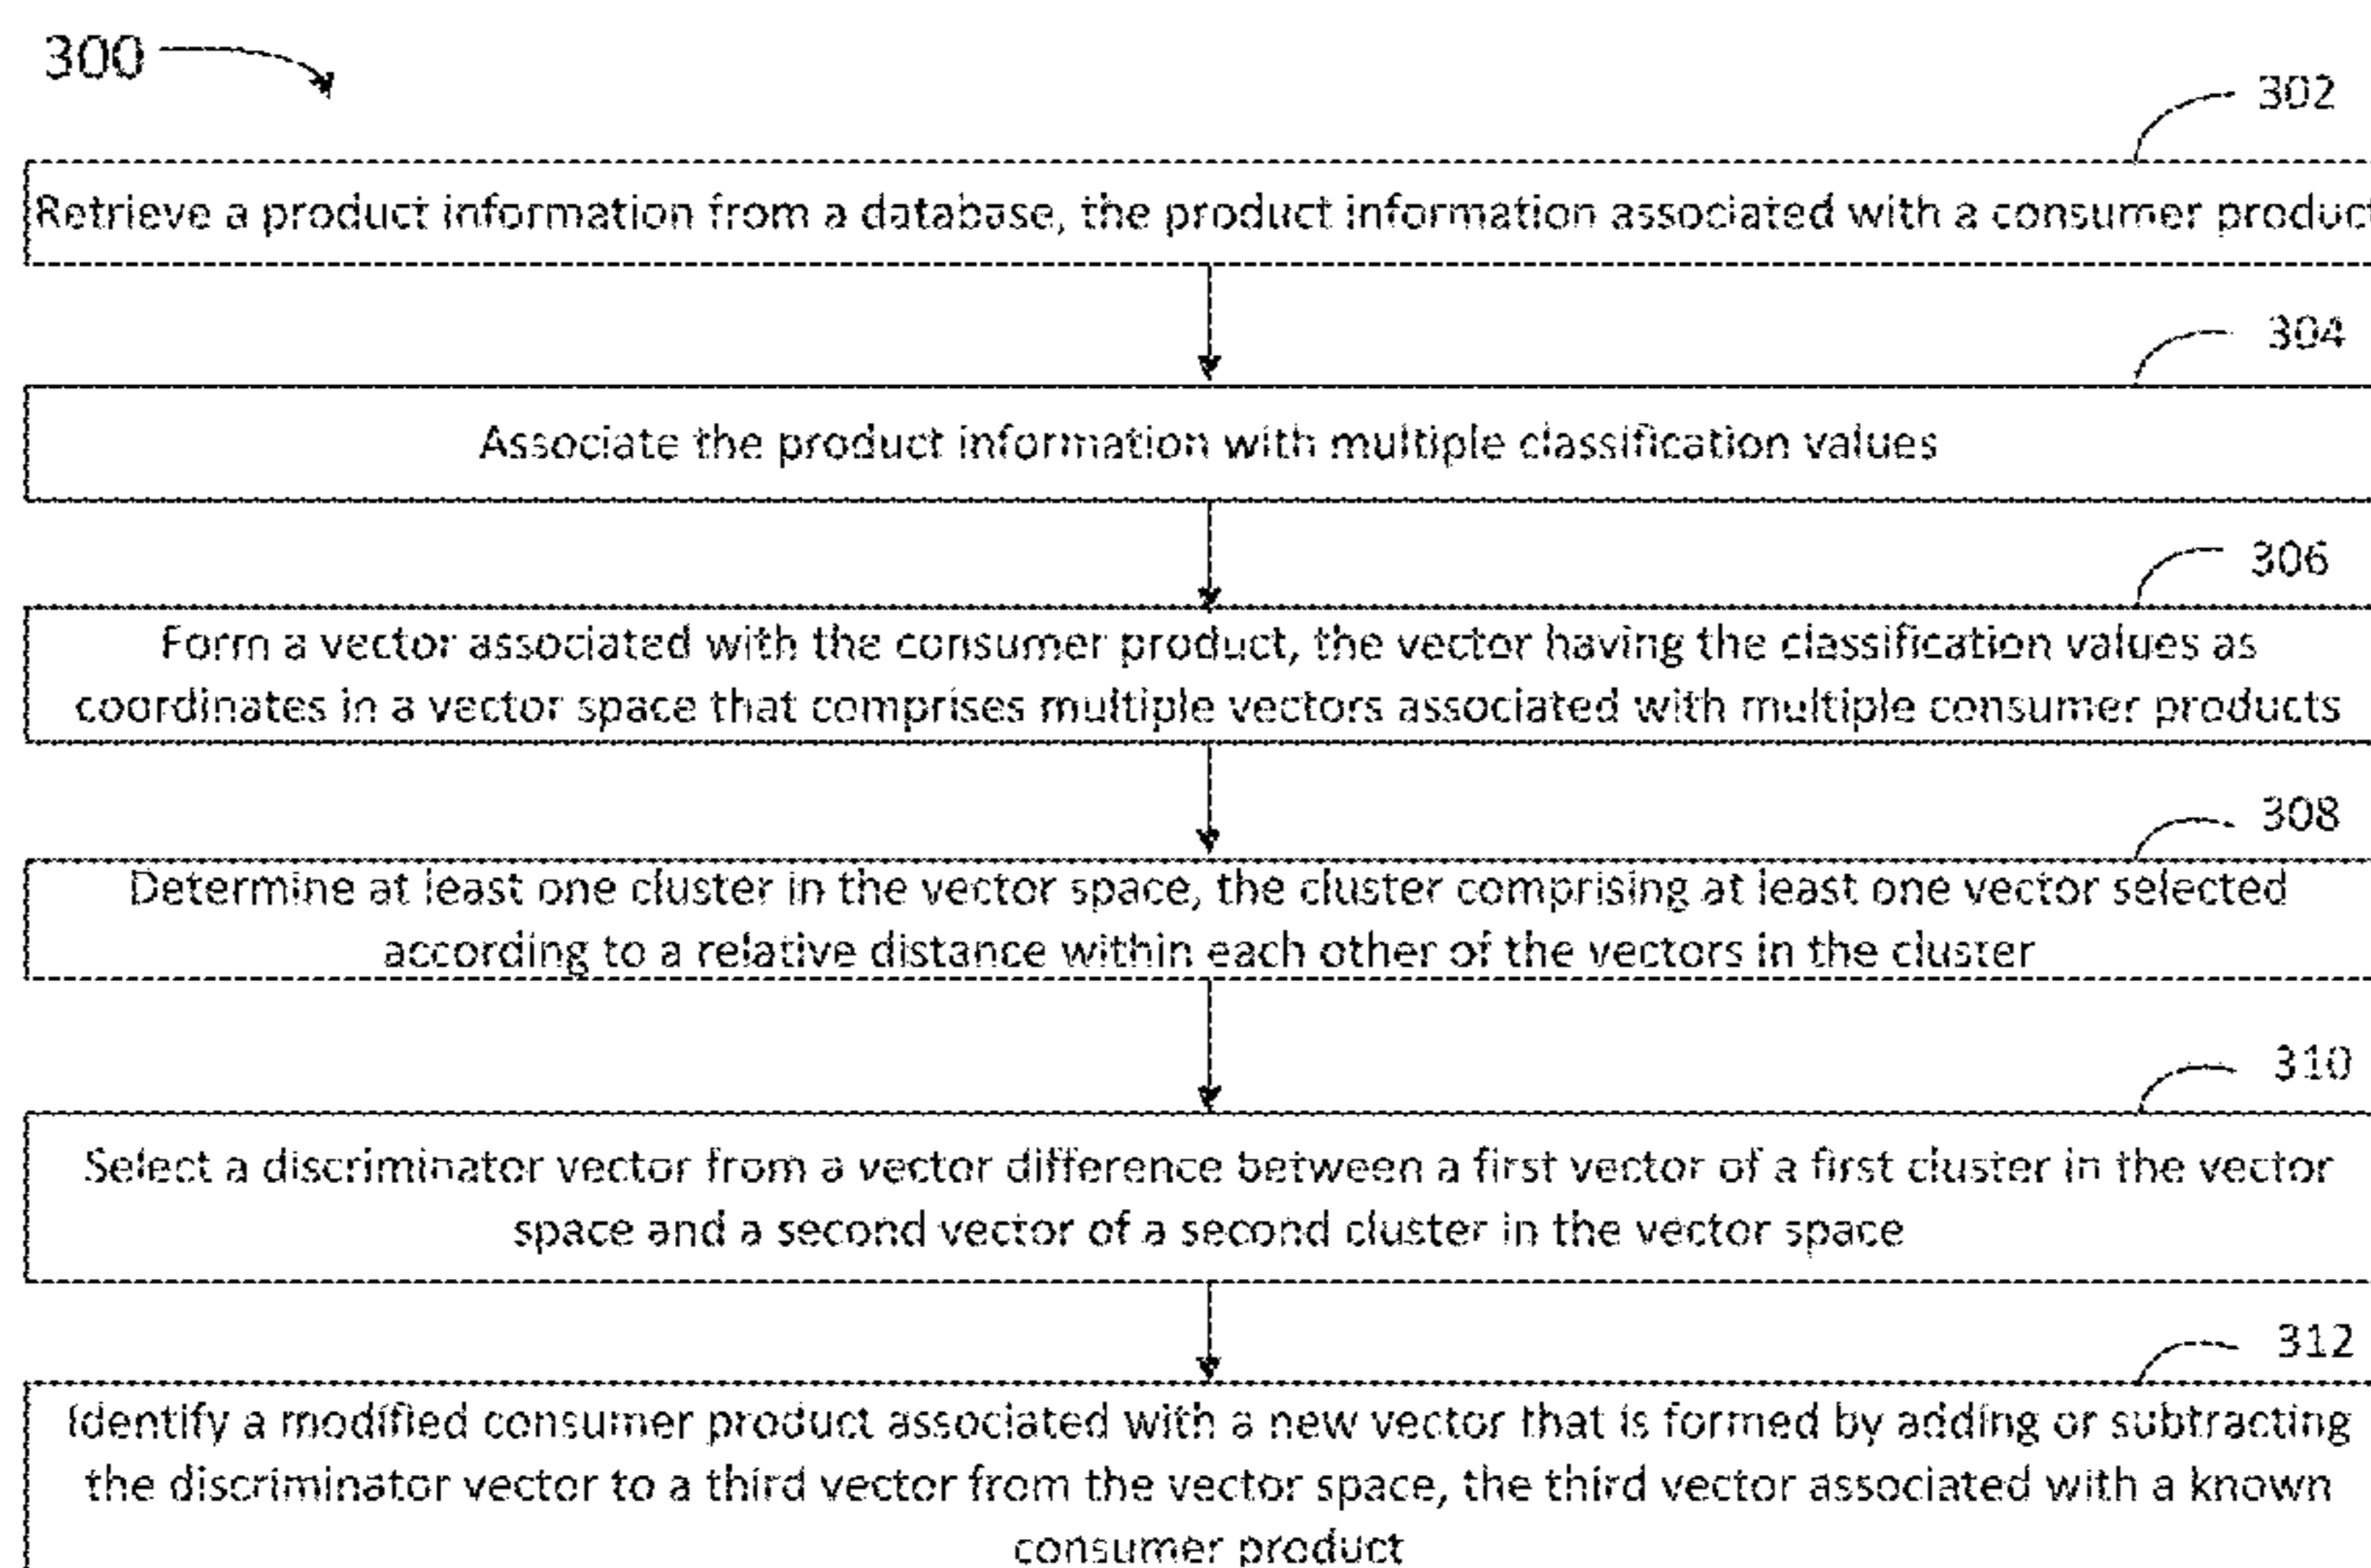 300
302
Retrieve a product information from a database, the product information associated with a consumer product
304
Associate the product information with multiple classification values
306
Form a vector associated with the consumer product, the vector having the classification values as
coordinates in a vector space that comprises multiple vectors associated with multiple consumer products
308
Determine at least one cluster in the vector space, the cluster comprising at least one vector selected
according to a relative distance within each other of the vectors in the cluster
310
Select a discriminator vector from a vector difference between a first vector of a first cluster in the vector
space and a second vector of a second cluster in the vector space
312
Identify a modified consumer product associated with a new vector that is formed by adding or subtracting
the discriminator vector to a third vector from the vector space, the third vector associated with a known
consumer product